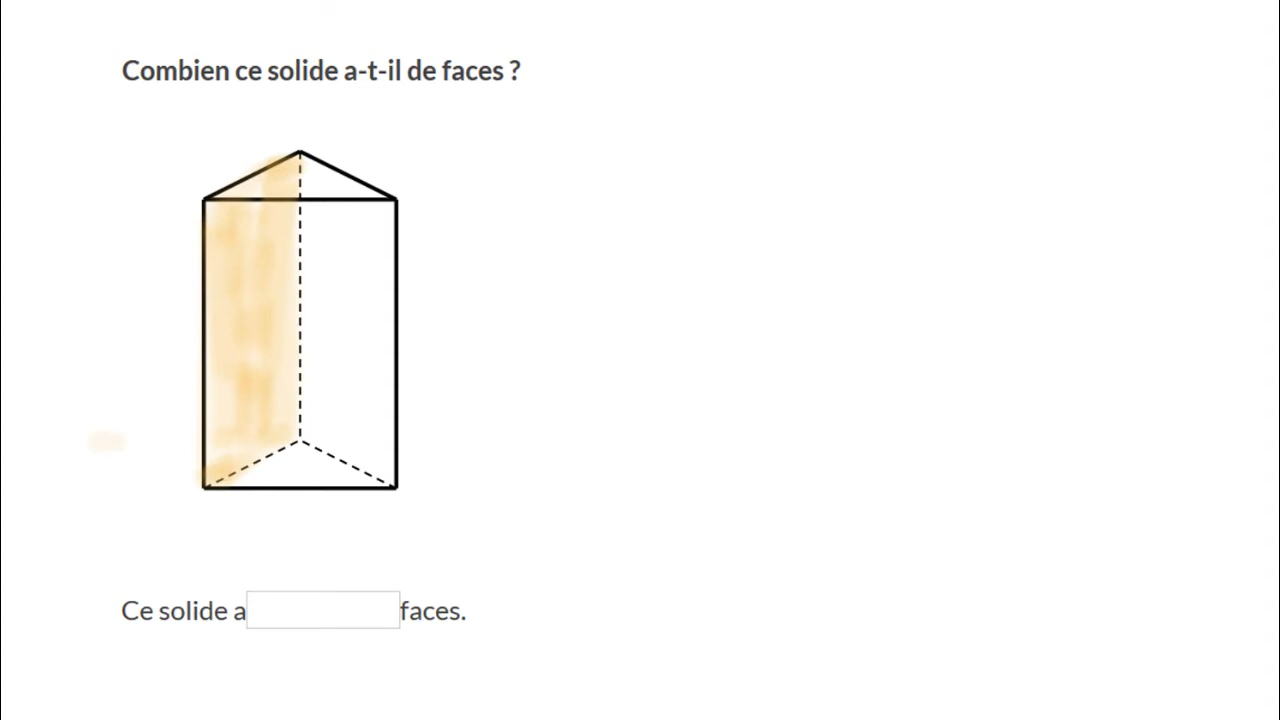 Combien ce solide a-t-il de faces ?
Ce solide a faces.